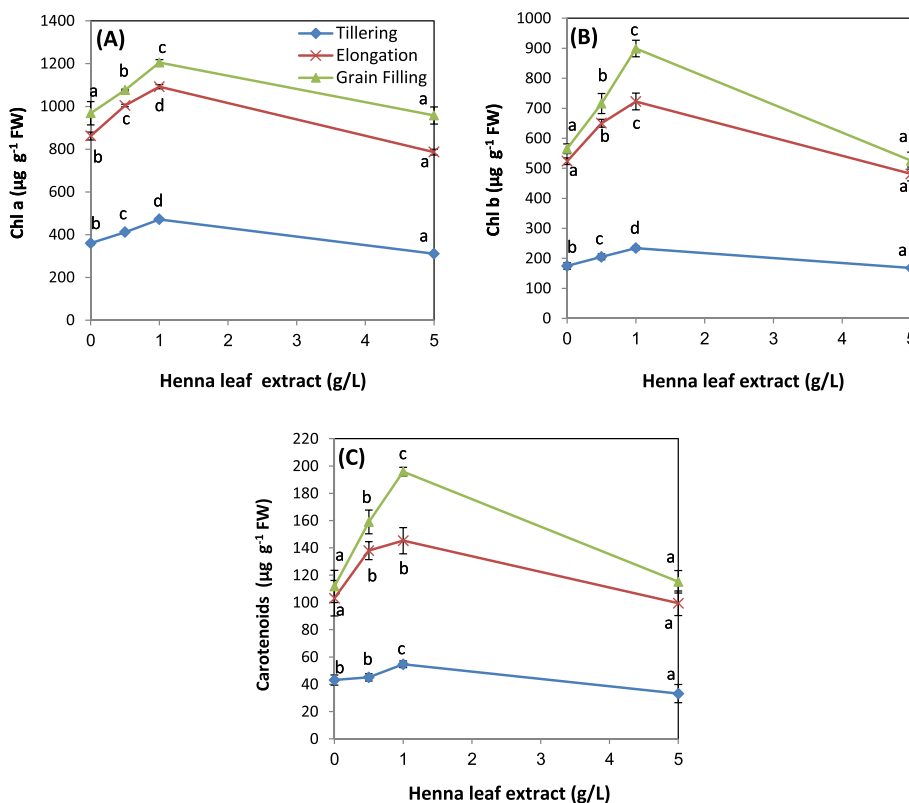 (A)
Tillering
Elongation
Grain Filling
1400
1200
1000
800
600
400
200
0
Chl a (µg g⁻¹ FW)
a
b
c
a
b
c
d
a
b
c
d
a
0
1
2
3
4
5
Henna leaf extract (g/L)
(B)
1000
900
800
700
600
500
400
300
200
100
0
Chl b (µg g⁻¹ FW)
a
b
c
a
a
b
c
a
b
c
d
a
0
1
2
3
4
5
Henna leaf extract (g/L)
(C)
220
200
180
160
140
120
100
80
60
40
20
0
Carotenoids (µg g⁻¹ FW)
a
b
c
a
a
b
b
a
b
b
c
a
0
1
2
3
4
5
Henna leaf extract (g/L)